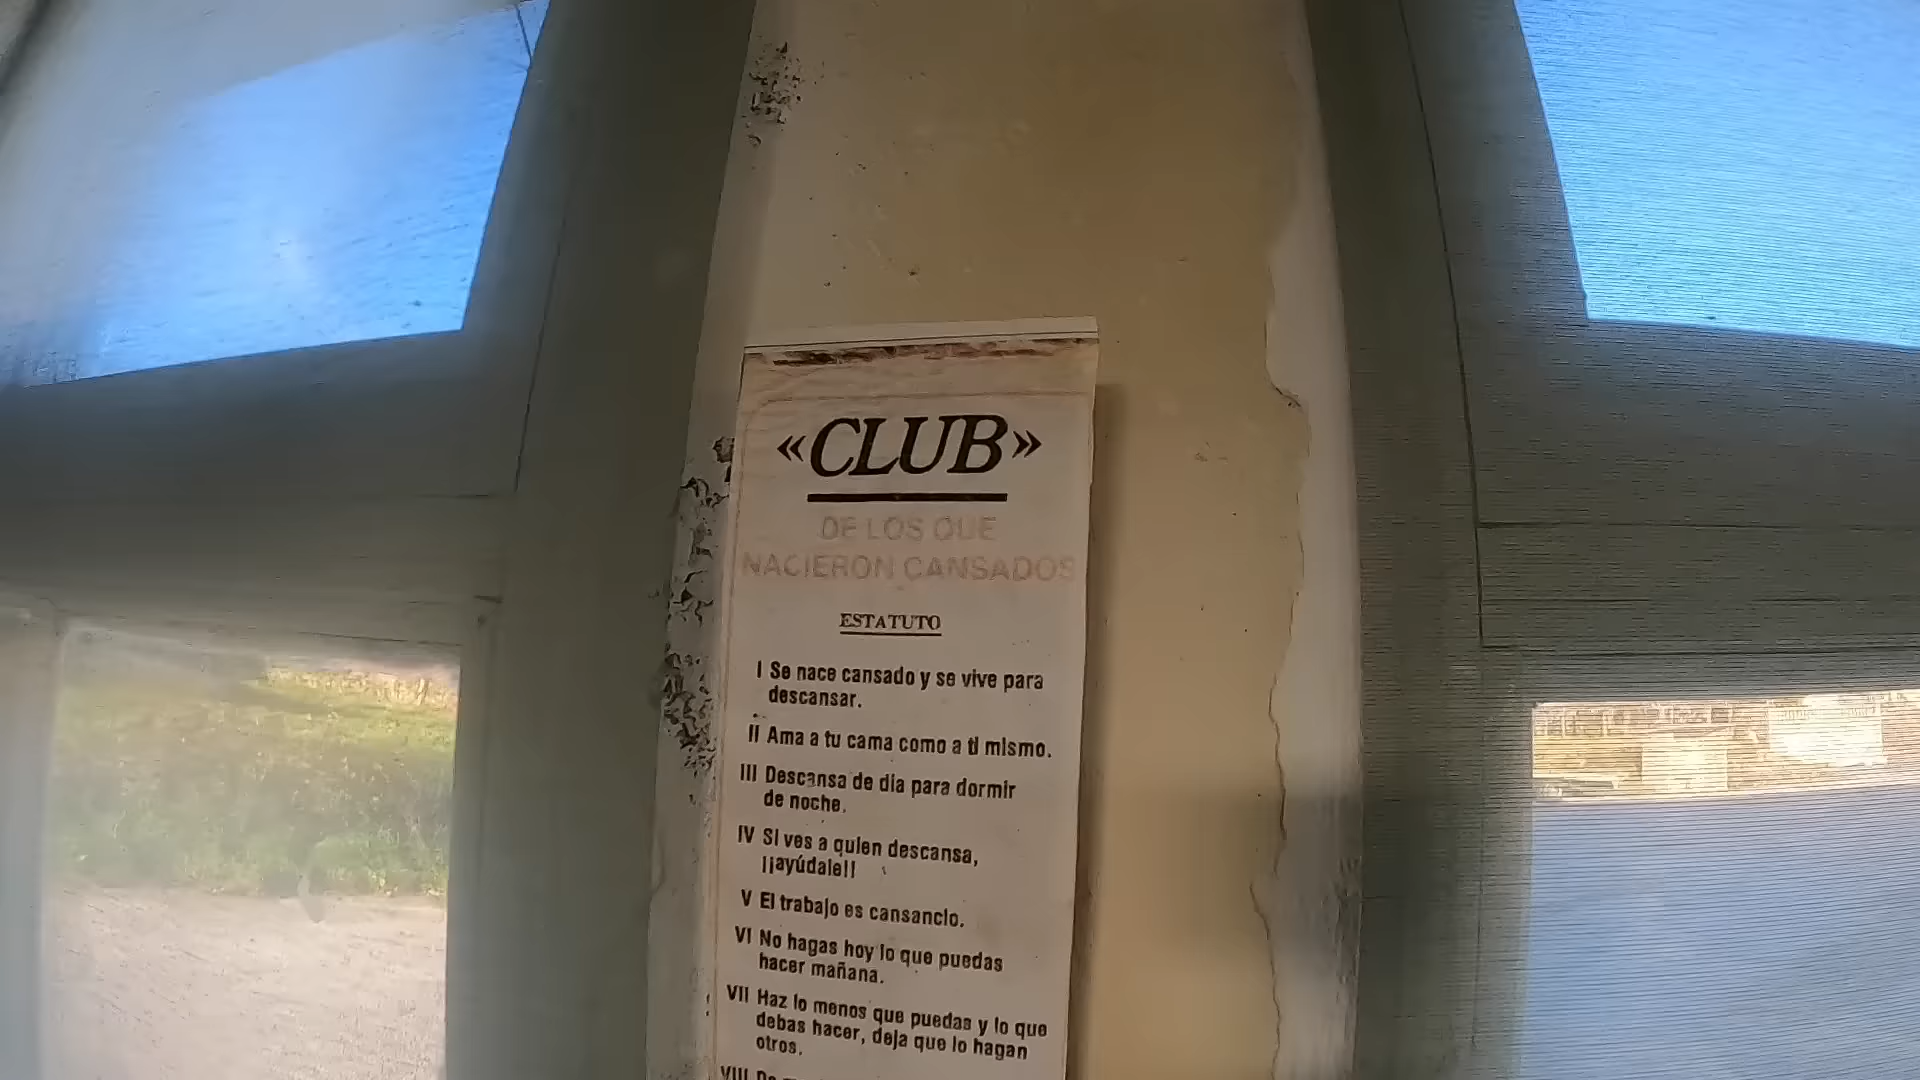 «CLUB»
DE LOS QUE
NACIERON CANSADOS
ESTATUTO
I Se nace cansado y se vive para
descansar.
II Ama a tu cama como a ti mismo.
III Descansa de dia para dormir
de noche.
IV Si ves a quien descansa,
¡¡ayúdale!!
V El trabajo es cansancio.
VI No hagas hoy lo que puedas
hacer mañana.
VII Haz lo menos que puedas y lo que
debas hacer, deja que lo hagan
otros.
VIII